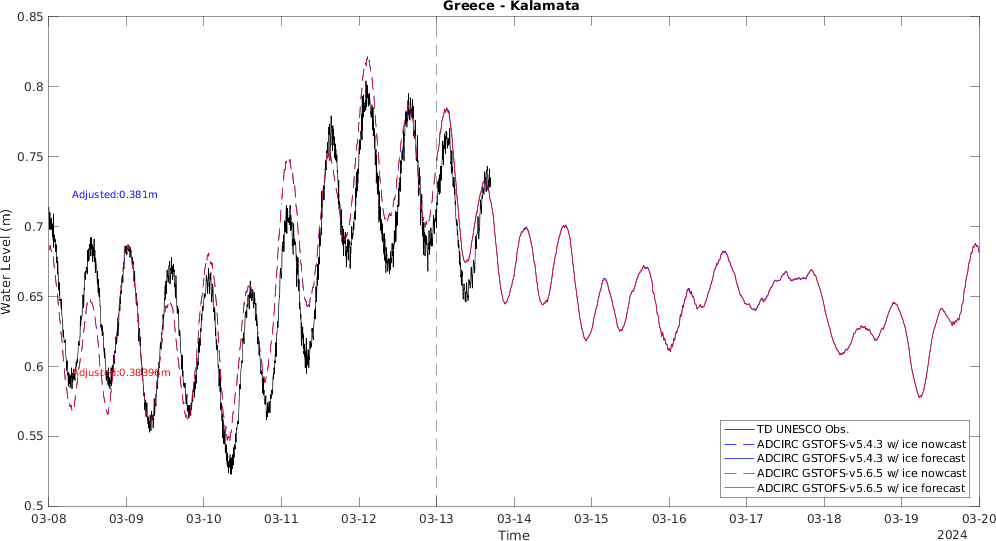 Greece - Kalamata
0.85
0.8
0.75
0.7
0.65
0.6
0.55
0.5
Water Level (m)
Adjusted:0.381m
Adjusted:0.38396m
TD UNESCO Obs.
ADCIRC GSTOFS-v5.4.3 w/ ice nowcast
ADCIRC GSTOFS-v5.4.3 w/ ice forecast
ADCIRC GSTOFS-v5.6.5 w/ ice nowcast
ADCIRC GSTOFS-v5.6.5 w/ ice forecast
03-08 03-09 03-10 03-11 03-12 03-13 03-14 03-15 03-16 03-17 03-18 03-19 03-20
Time
2024